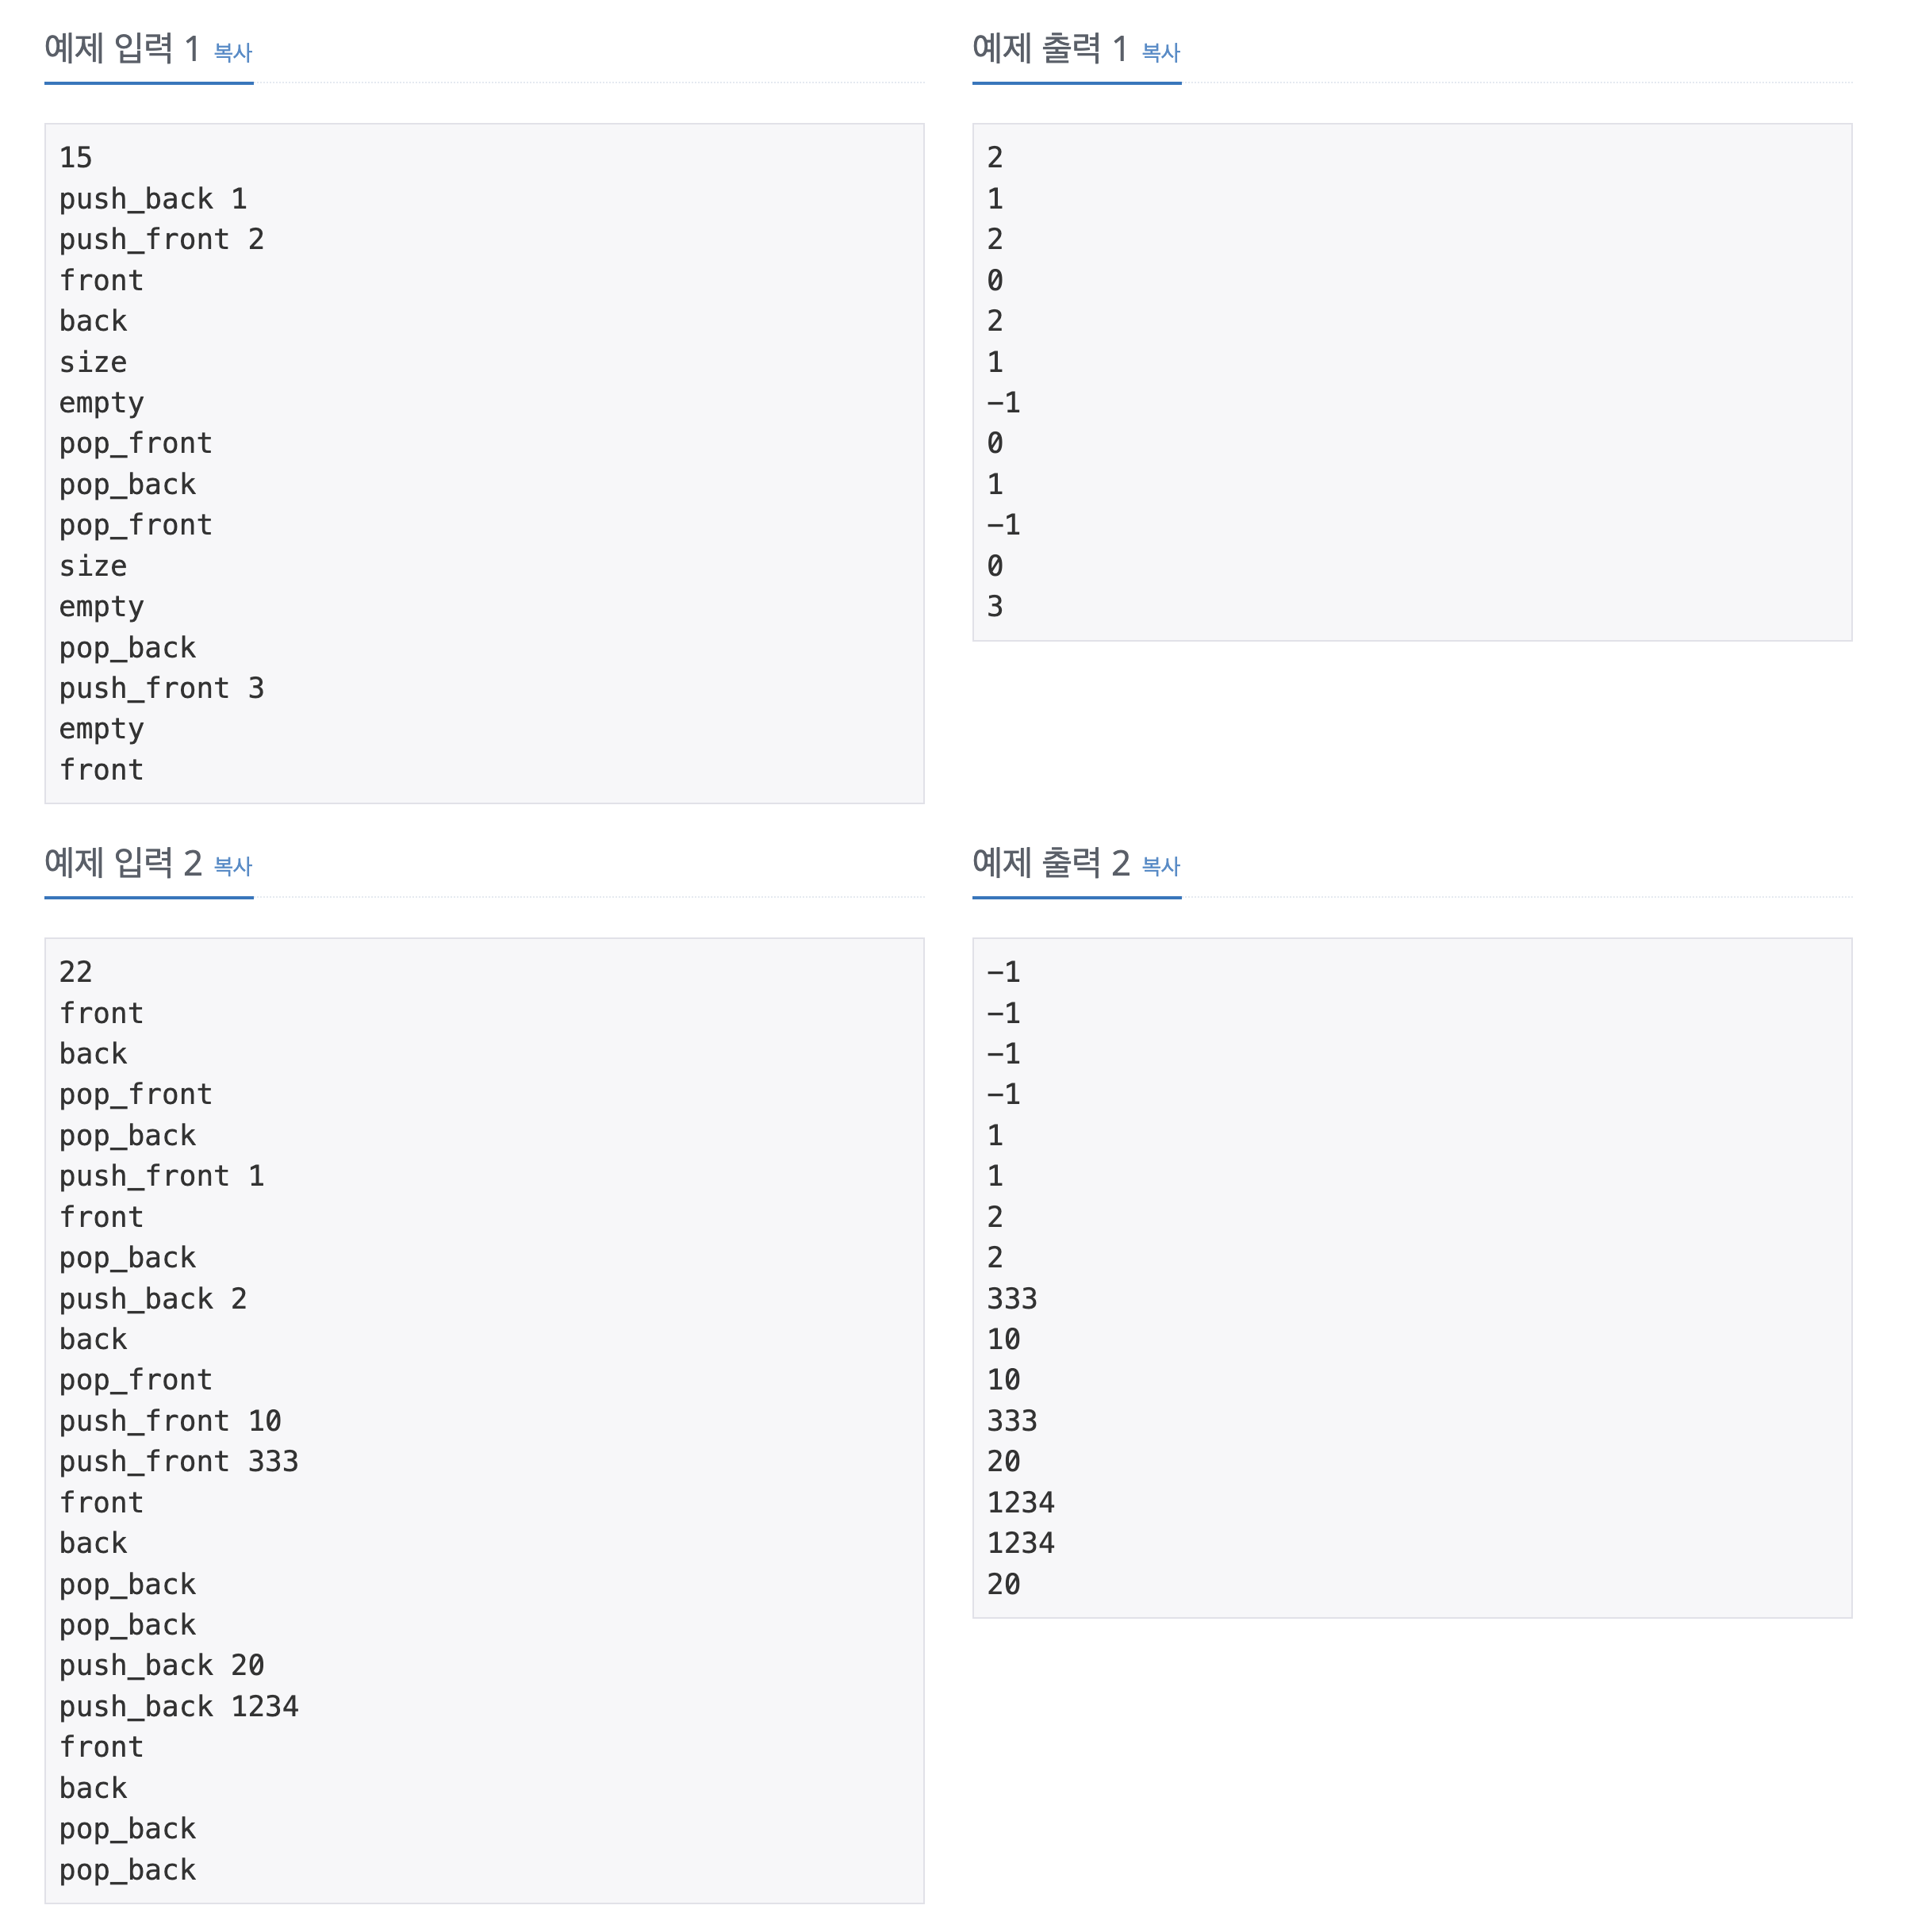 예제 입력 1 복사
15
push_back 1
push_front 2
front
back
size
empty
pop_front
pop_back
pop_front
size
empty
pop_back
push_front 3
empty
front
예제 출력 1 복사
2
1
2
0
2
1
-1
0
1
-1
0
3
예제 입력 2 복사
22
front
back
pop_front
pop_back
push_front 1
front
pop_back
push_back 2
back
pop_front
push_front 10
push_front 333
front
back
pop_back
pop_back
push_back 20
push_back 1234
front
back
pop_back
pop_back
예제 출력 2 복사
-1
-1
-1
-1
1
1
2
2
333
10
10
333
20
1234
1234
20